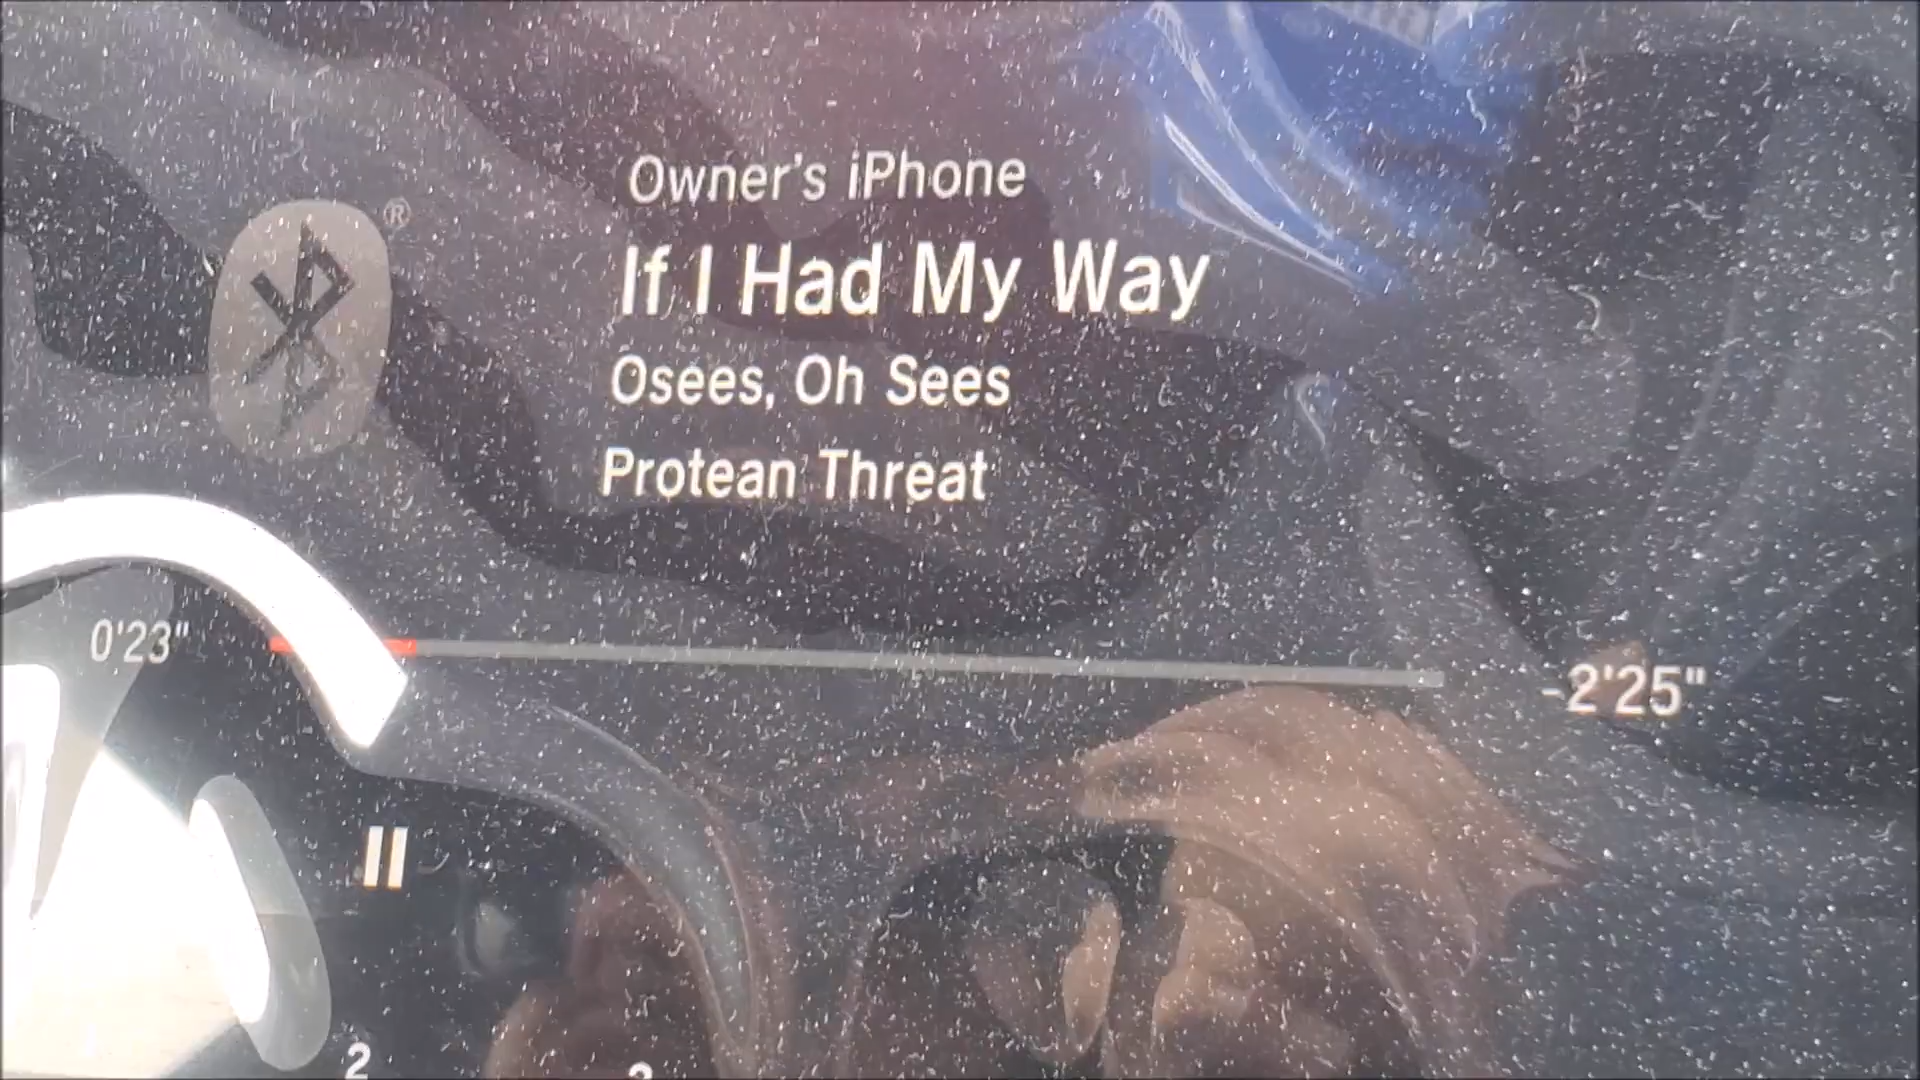 Owner's iPhone
®
If I Had My Way
Osees, Oh Sees
Protean Threat
0'23"
-2'25"
2